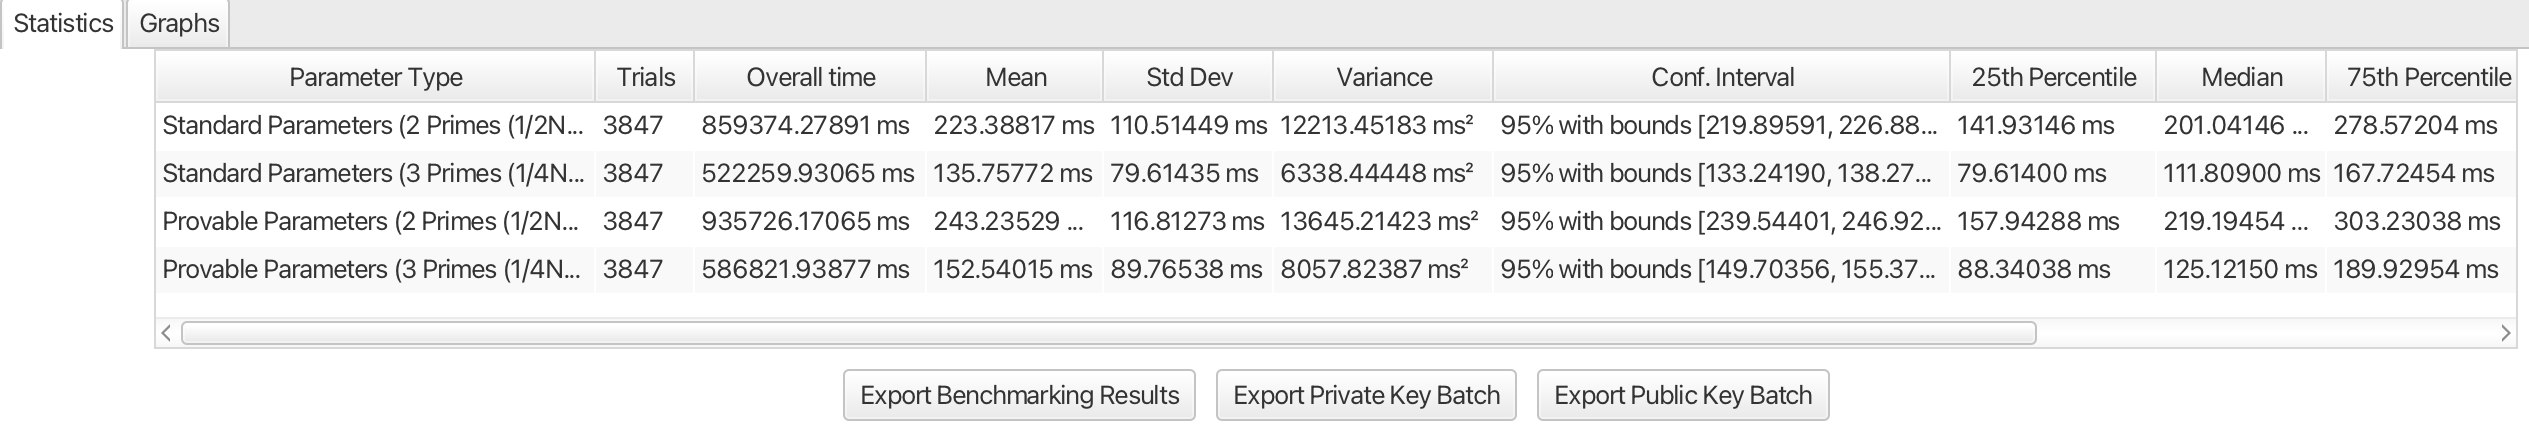 Statistics Graphs
Parameter Type Trials Overall time Mean Std Dev Variance Conf. Interval 25th Percentile Median 75th Percentile
Standard Parameters (2 Primes (1/2N... 3847 859374.27891 ms 223.38817 ms 110.51449 ms 12213.45183 ms² 95% with bounds [219.89591, 226.88... 141.93146 ms 201.04146 ... 278.57204 ms
Standard Parameters (3 Primes (1/4N... 3847 522259.93065 ms 135.75772 ms 79.61435 ms 6338.44448 ms² 95% with bounds [133.24190, 138.27... 79.61400 ms 111.80900 ms 167.72454 ms
Provable Parameters (2 Primes (1/2N... 3847 935726.17065 ms 243.23529 ... 116.81273 ms 13645.21423 ms² 95% with bounds [239.54401, 246.92... 157.94288 ms 219.19454 ... 303.23038 ms
Provable Parameters (3 Primes (1/4N... 3847 586821.93877 ms 152.54015 ms 89.76538 ms 8057.82387 ms² 95% with bounds [149.70356, 155.37... 88.34038 ms 125.12150 ms 189.92954 ms
Export Benchmarking Results Export Private Key Batch Export Public Key Batch